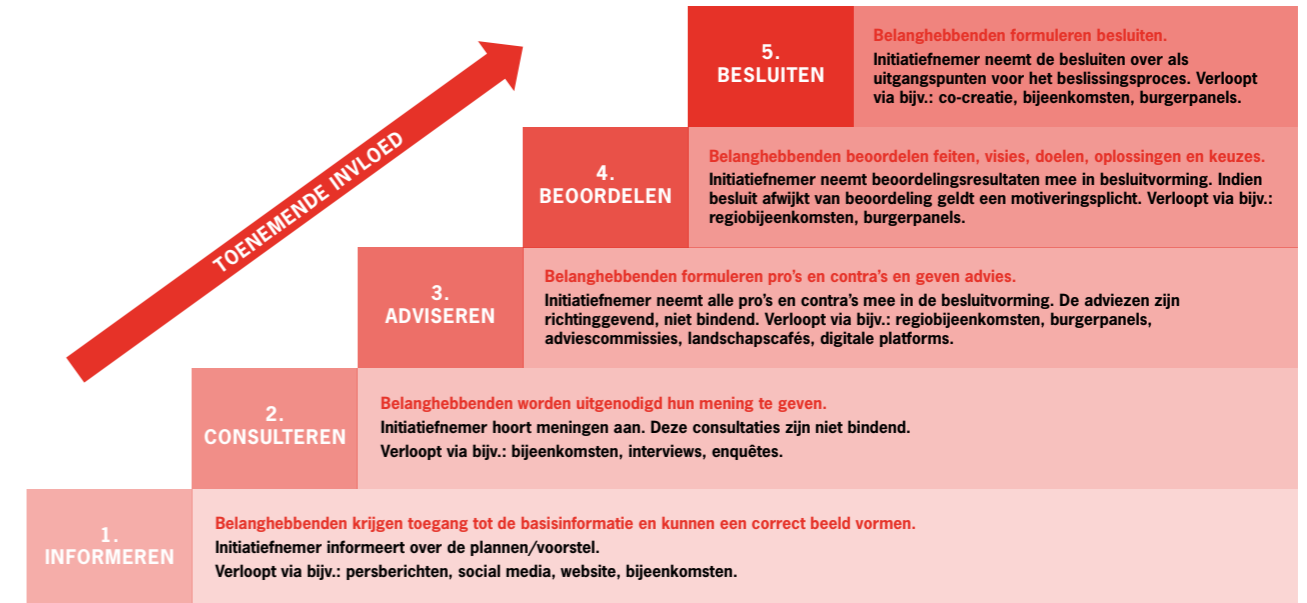 5.
BESLUITEN
Belanghebbenden formuleren besluiten.
Initiatiefnemer neemt de besluiten over als
uitgangspunten voor het beslissingsproces. Verloopt
via bijv.: co-creatie, bijeenkomsten, burgerpanels.
TOENEMENDE INVLOED
4.
BEOORDELEN
Belanghebbenden beoordelen feiten, visies, doelen, oplossingen en keuzes.
Initiatiefnemer neemt beoordelingsresultaten mee in besluitvorming. Indien
besluit afwijkt van beoordeling geldt een motiveringsplicht. Verloopt via bijv.:
regiobijeenkomsten, burgerpanels.
3.
ADVISEREN
Belanghebbenden formuleren pro's en contra's en geven advies.
Initiatiefnemer neemt alle pro's en contra's mee in de besluitvorming. De adviezen zijn
richtinggevend, niet bindend. Verloopt via bijv.: regiobijeenkomsten, burgerpanels,
adviescommissies, landschapscafés, digitale platforms.
2.
CONSULTEREN
Belanghebbenden worden uitgenodigd hun mening te geven.
Initiatiefnemer hoort meningen aan. Deze consultaties zijn niet bindend.
Verloopt via bijv.: bijeenkomsten, interviews, enquêtes.
1.
INFORMEREN
Belanghebbenden krijgen toegang tot de basisinformatie en kunnen een correct beeld vormen.
Initiatiefnemer informeert over de plannen/voorstel.
Verloopt via bijv.: persberichten, social media, website, bijeenkomsten.